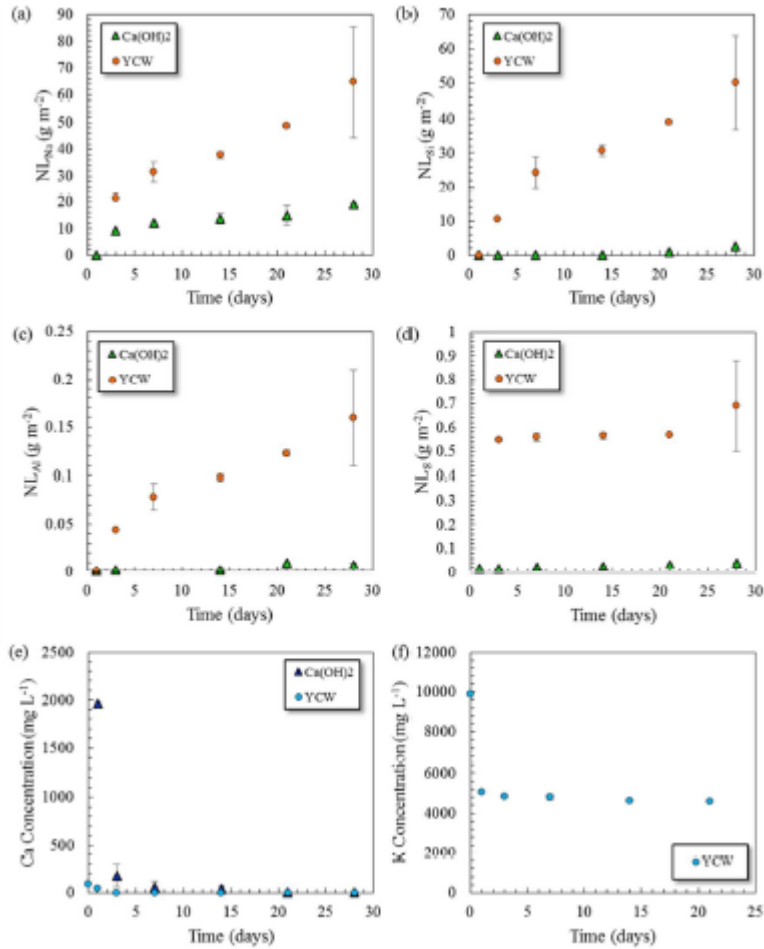 (a)
90
80
70
60
50
40
30
20
10
0
NL_Na (g m⁻²)
Ca(OH)2
YCW
0 5 10 15 20 25 30
Time (days)
(b)
70
60
50
40
30
20
10
0
NL_Si (g m⁻²)
Ca(OH)2
YCW
0 5 10 15 20 25 30
Time (days)
(c)
0.25
0.2
0.15
0.1
0.05
0
NL_Al (g m⁻²)
Ca(OH)2
YCW
0 5 10 15 20 25 30
Time (days)
(d)
1
0.9
0.8
0.7
0.6
0.5
0.4
0.3
0.2
0.1
0
NL_S (g m⁻²)
Ca(OH)2
YCW
0 5 10 15 20 25 30
Time (days)
(e)
2500
2000
1500
1000
500
0
Ca Concentration (mg L⁻¹)
Ca(OH)2
YCW
0 5 10 15 20 25 30
Time (days)
(f)
12000
10000
8000
6000
4000
2000
0
K Concentration (mg L⁻¹)
YCW
0 5 10 15 20 25
Time (days)